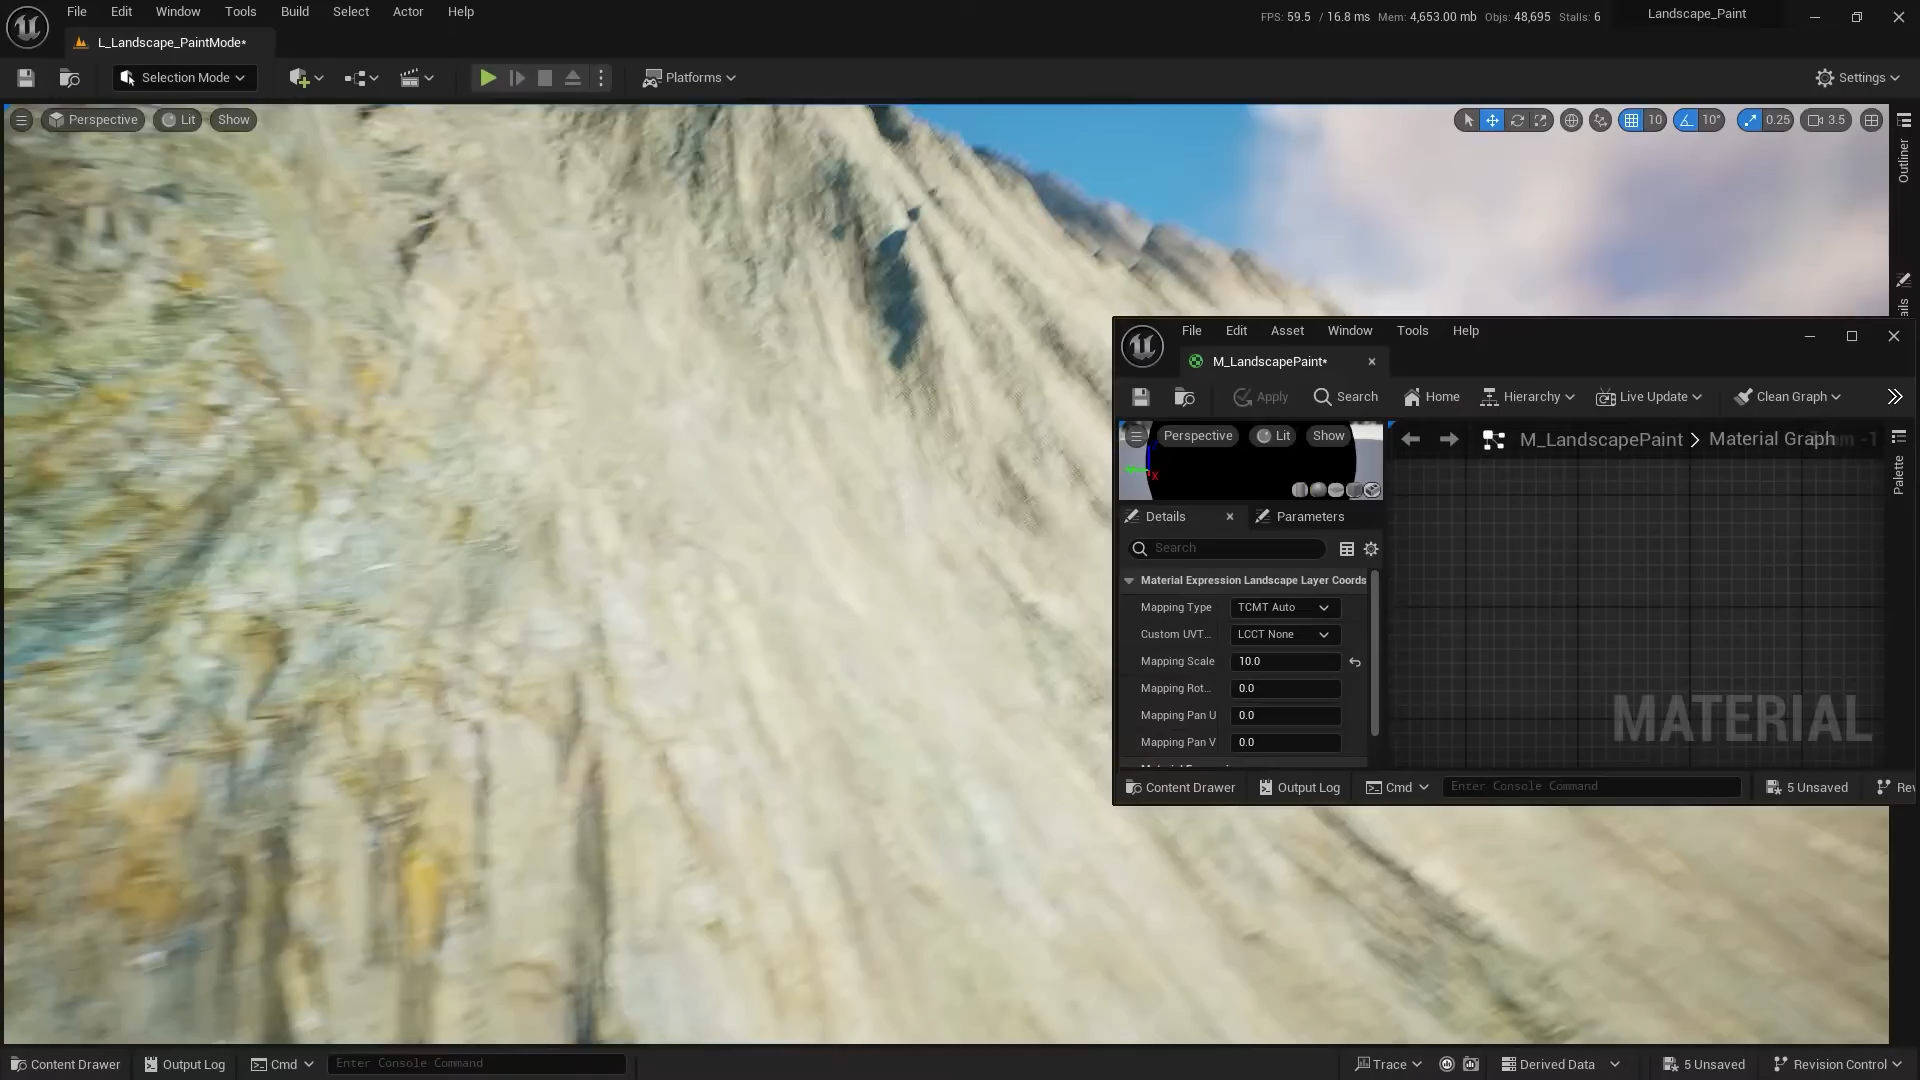 File Edit Window Tools Build Select Actor Help
FPS: 59.5 / 16.8 ms Mem: 4,653.00 mb Objs: 48,695 Stalls: 6
Landscape_Paint
L_Landscape_PaintMode*
Selection Mode
Platforms
Settings
Perspective Lit Show
10 10° 0.25 3.5
Outliner
ails
File Edit Asset Window Tools Help
M_LandscapePaint*
Apply Search Home Hierarchy Live Update Clean Graph
Perspective Lit Show
M_LandscapePaint > Material Graph
-1
X
Palette
Details Parameters
Search
Material Expression Landscape Layer Coords
Mapping Type TCMT Auto
Custom UVT... LCCT None
Mapping Scale 10.0
Mapping Rot... 0.0
Mapping Pan U 0.0
Mapping Pan V 0.0
MATERIAL
Content Drawer Output Log Cmd Enter Console Command 5 Unsaved Rev
Content Drawer Output Log Cmd Enter Console Command Trace Derived Data 5 Unsaved Revision Control